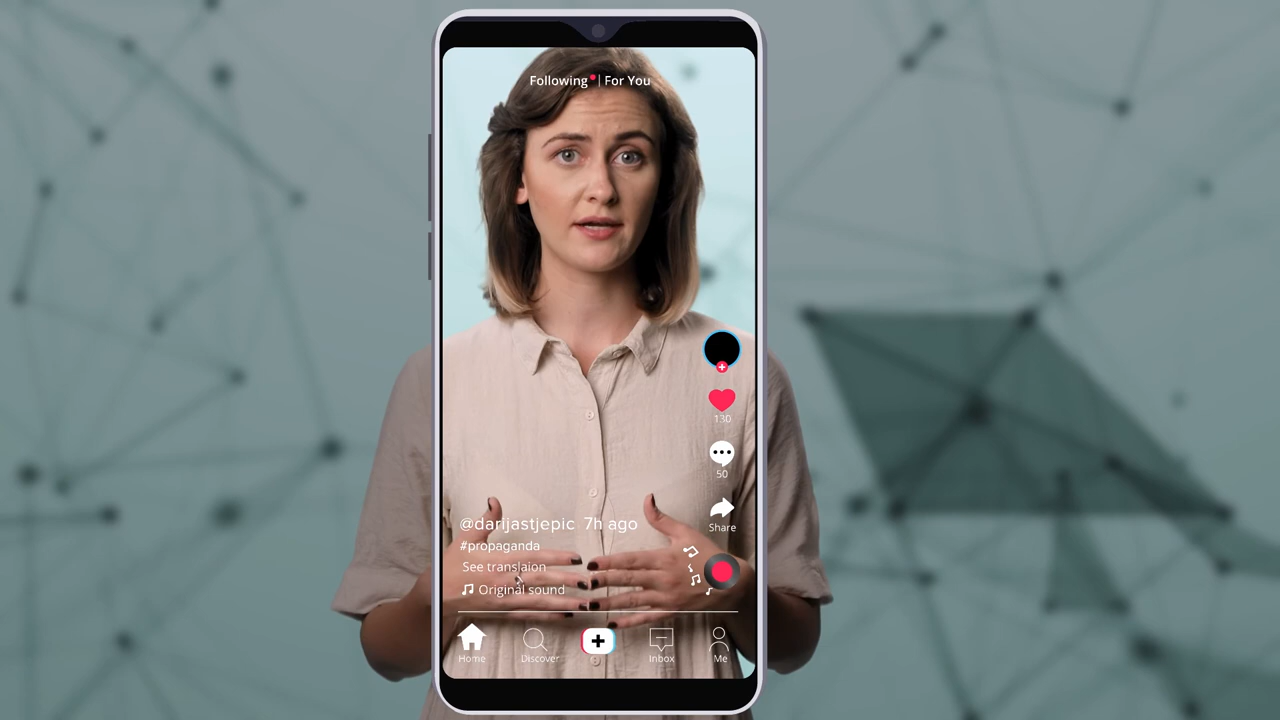 Following | For You
130
50
@darijastjepic 7h ago
Share
#propaganda
See translaion
Original sound
Home Discover Inbox Me